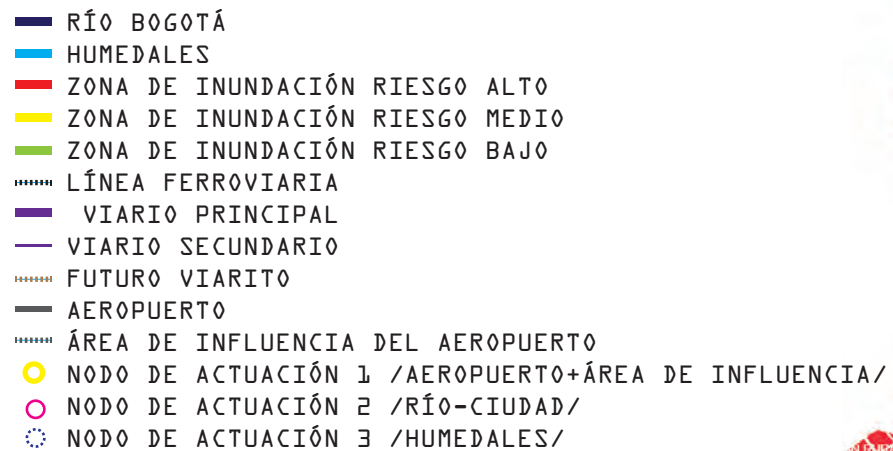 RÍO BOGOTÁ
HUMEDALES
ZONA DE INUNDACIÓN RIESGO ALTO
ZONA DE INUNDACIÓN RIESGO MEDIO
ZONA DE INUNDACIÓN RIESGO BAJO
LÍNEA FERROVIARIA
VIARIO PRINCIPAL
VIARIO SECUNDARIO
FUTURO VIARITO
AEROPUERTO
ÁREA DE INFLUENCIA DEL AEROPUERTO
NODO DE ACTUACIÓN 1 /AEROPUERTO+ÁREA DE INFLUENCIA/
NODO DE ACTUACIÓN 2 /RÍO-CIUDAD/
NODO DE ACTUACIÓN 3 /HUMEDALES/